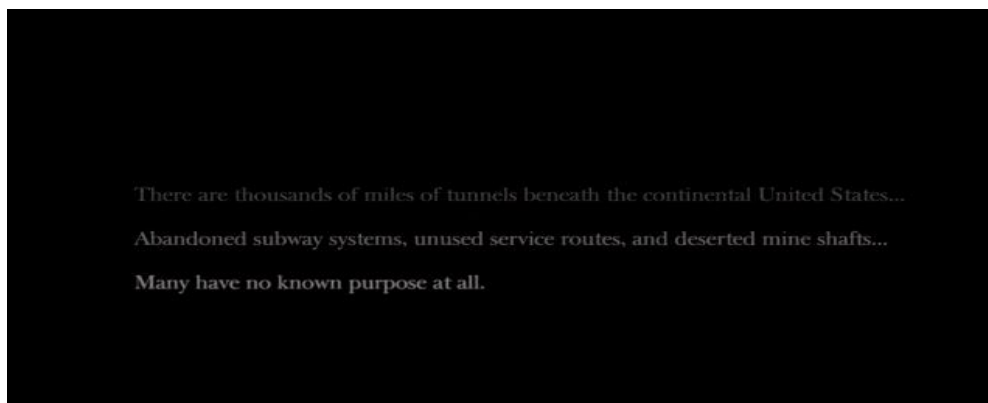 There are thousands of miles of tunnels beneath the continental United States...
Abandoned subway systems, unused service routes, and deserted mine shafts...
Many have no known purpose at all.